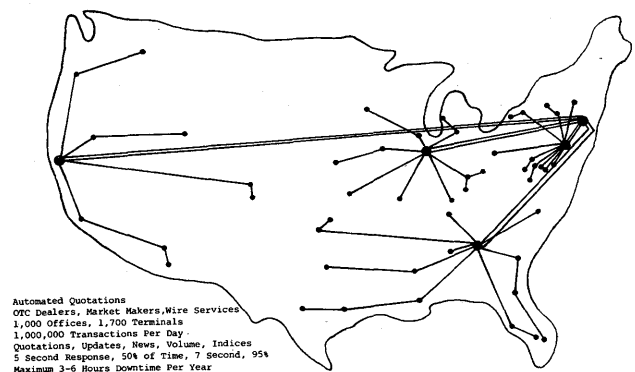 Automated Quotations
OTC Dealers, Market Makers,Wire Services
1,000 Offices, 1,700 Terminals
1,000,000 Transactions Per Day
Quotations, Updates, News, Volume, Indices
5 Second Response, 50% of Time, 7 Second, 95%
Maximum 3-6 Hours Downtime Per Year